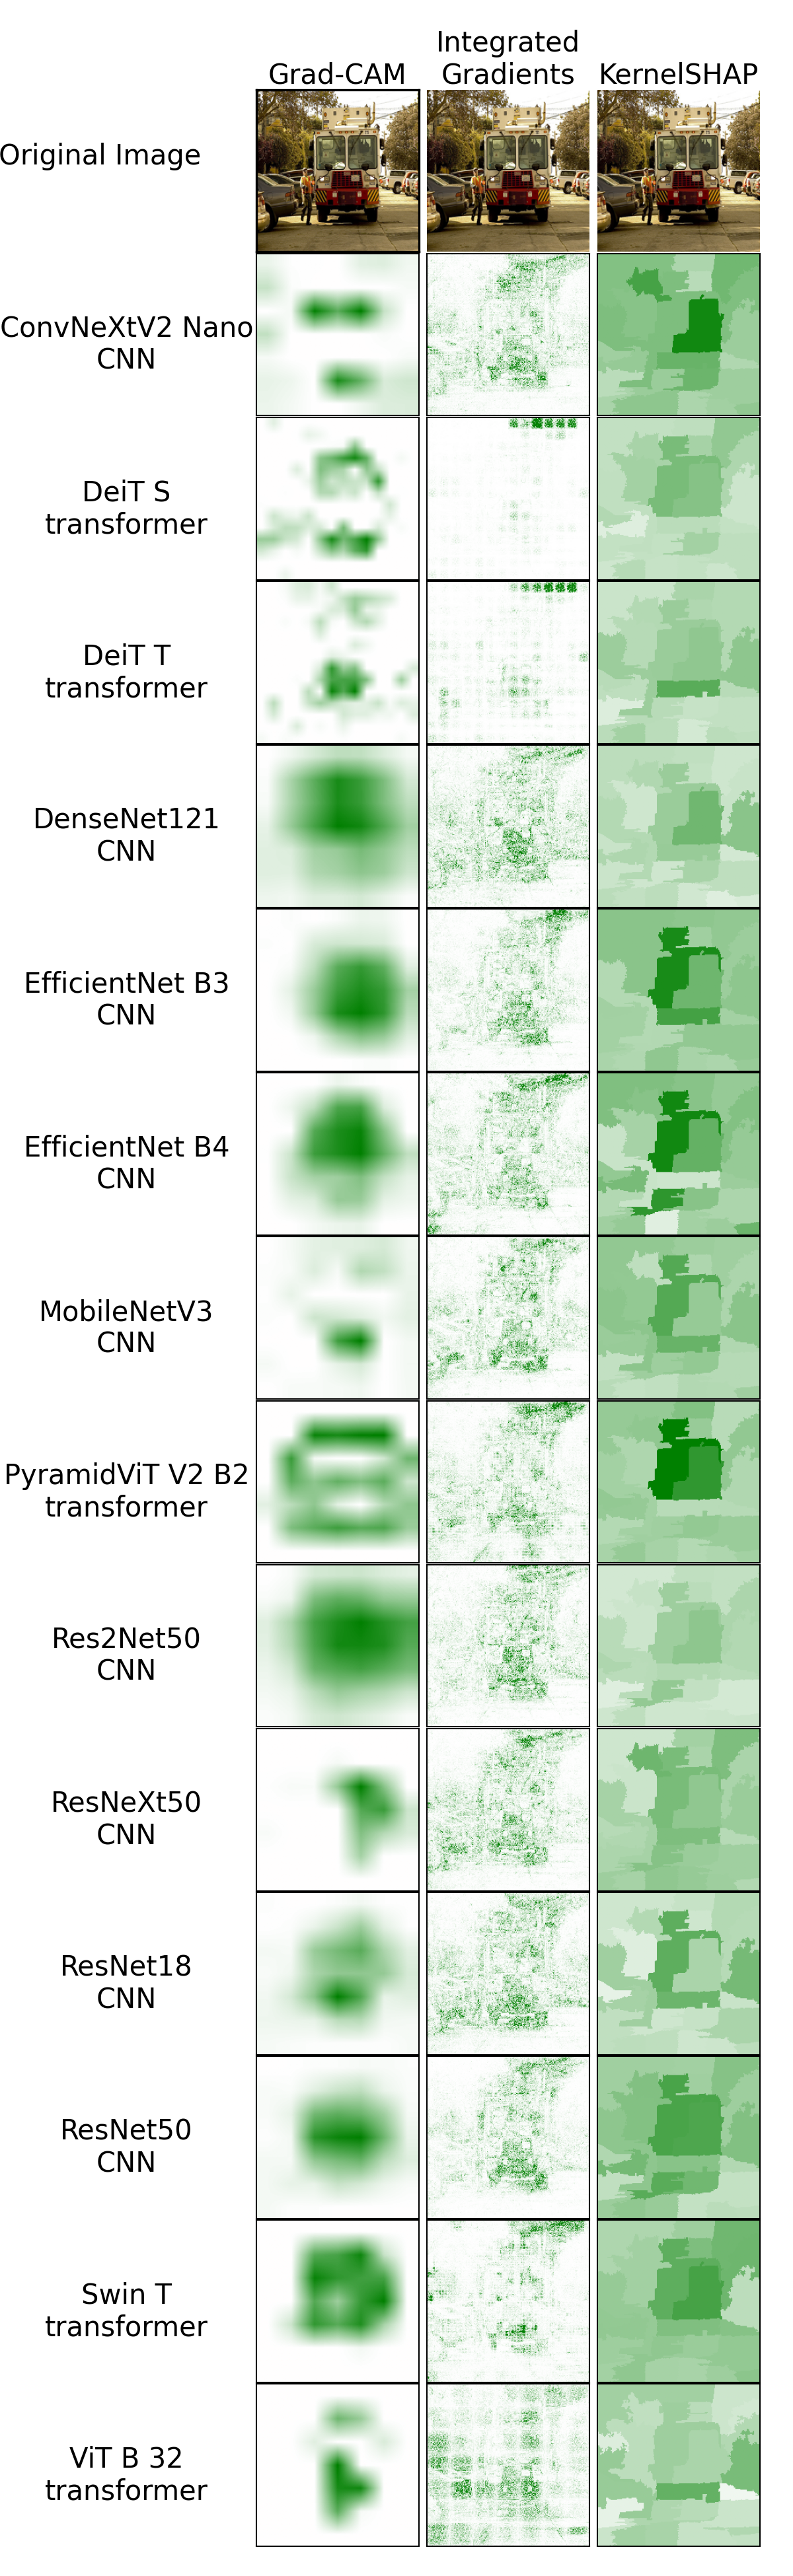 Integrated
Grad-CAM Gradients KernelSHAP
Original Image
ConvNeXtV2 Nano
CNN
DeiT S
transformer
DeiT T
transformer
DenseNet121
CNN
EfficientNet B3
CNN
EfficientNet B4
CNN
MobileNetV3
CNN
PyramidViT V2 B2
transformer
Res2Net50
CNN
ResNeXt50
CNN
ResNet18
CNN
ResNet50
CNN
Swin T
transformer
ViT B 32
transformer